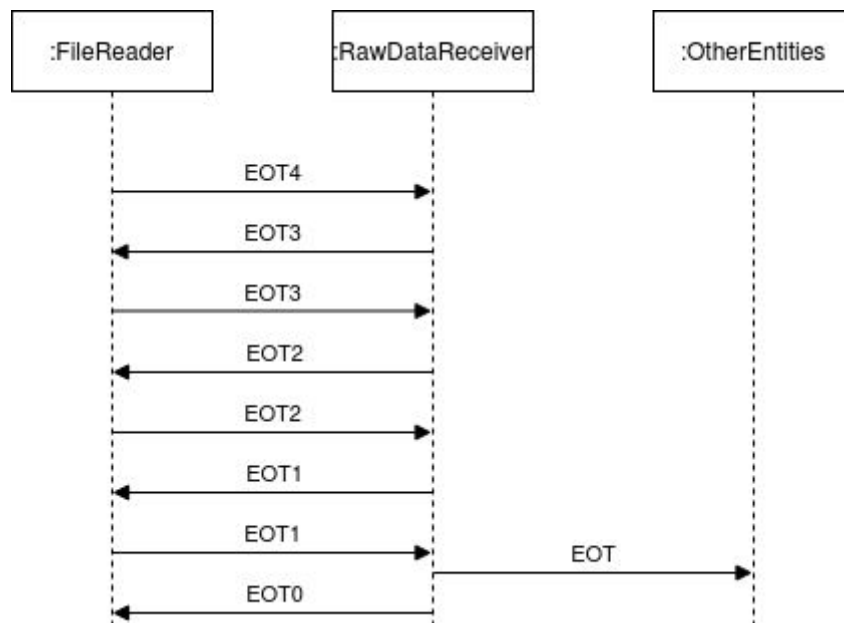 :FileReader
:RawDataReceiver
:OtherEntities
EOT4
EOT3
EOT3
EOT2
EOT2
EOT1
EOT1
EOT
EOT0